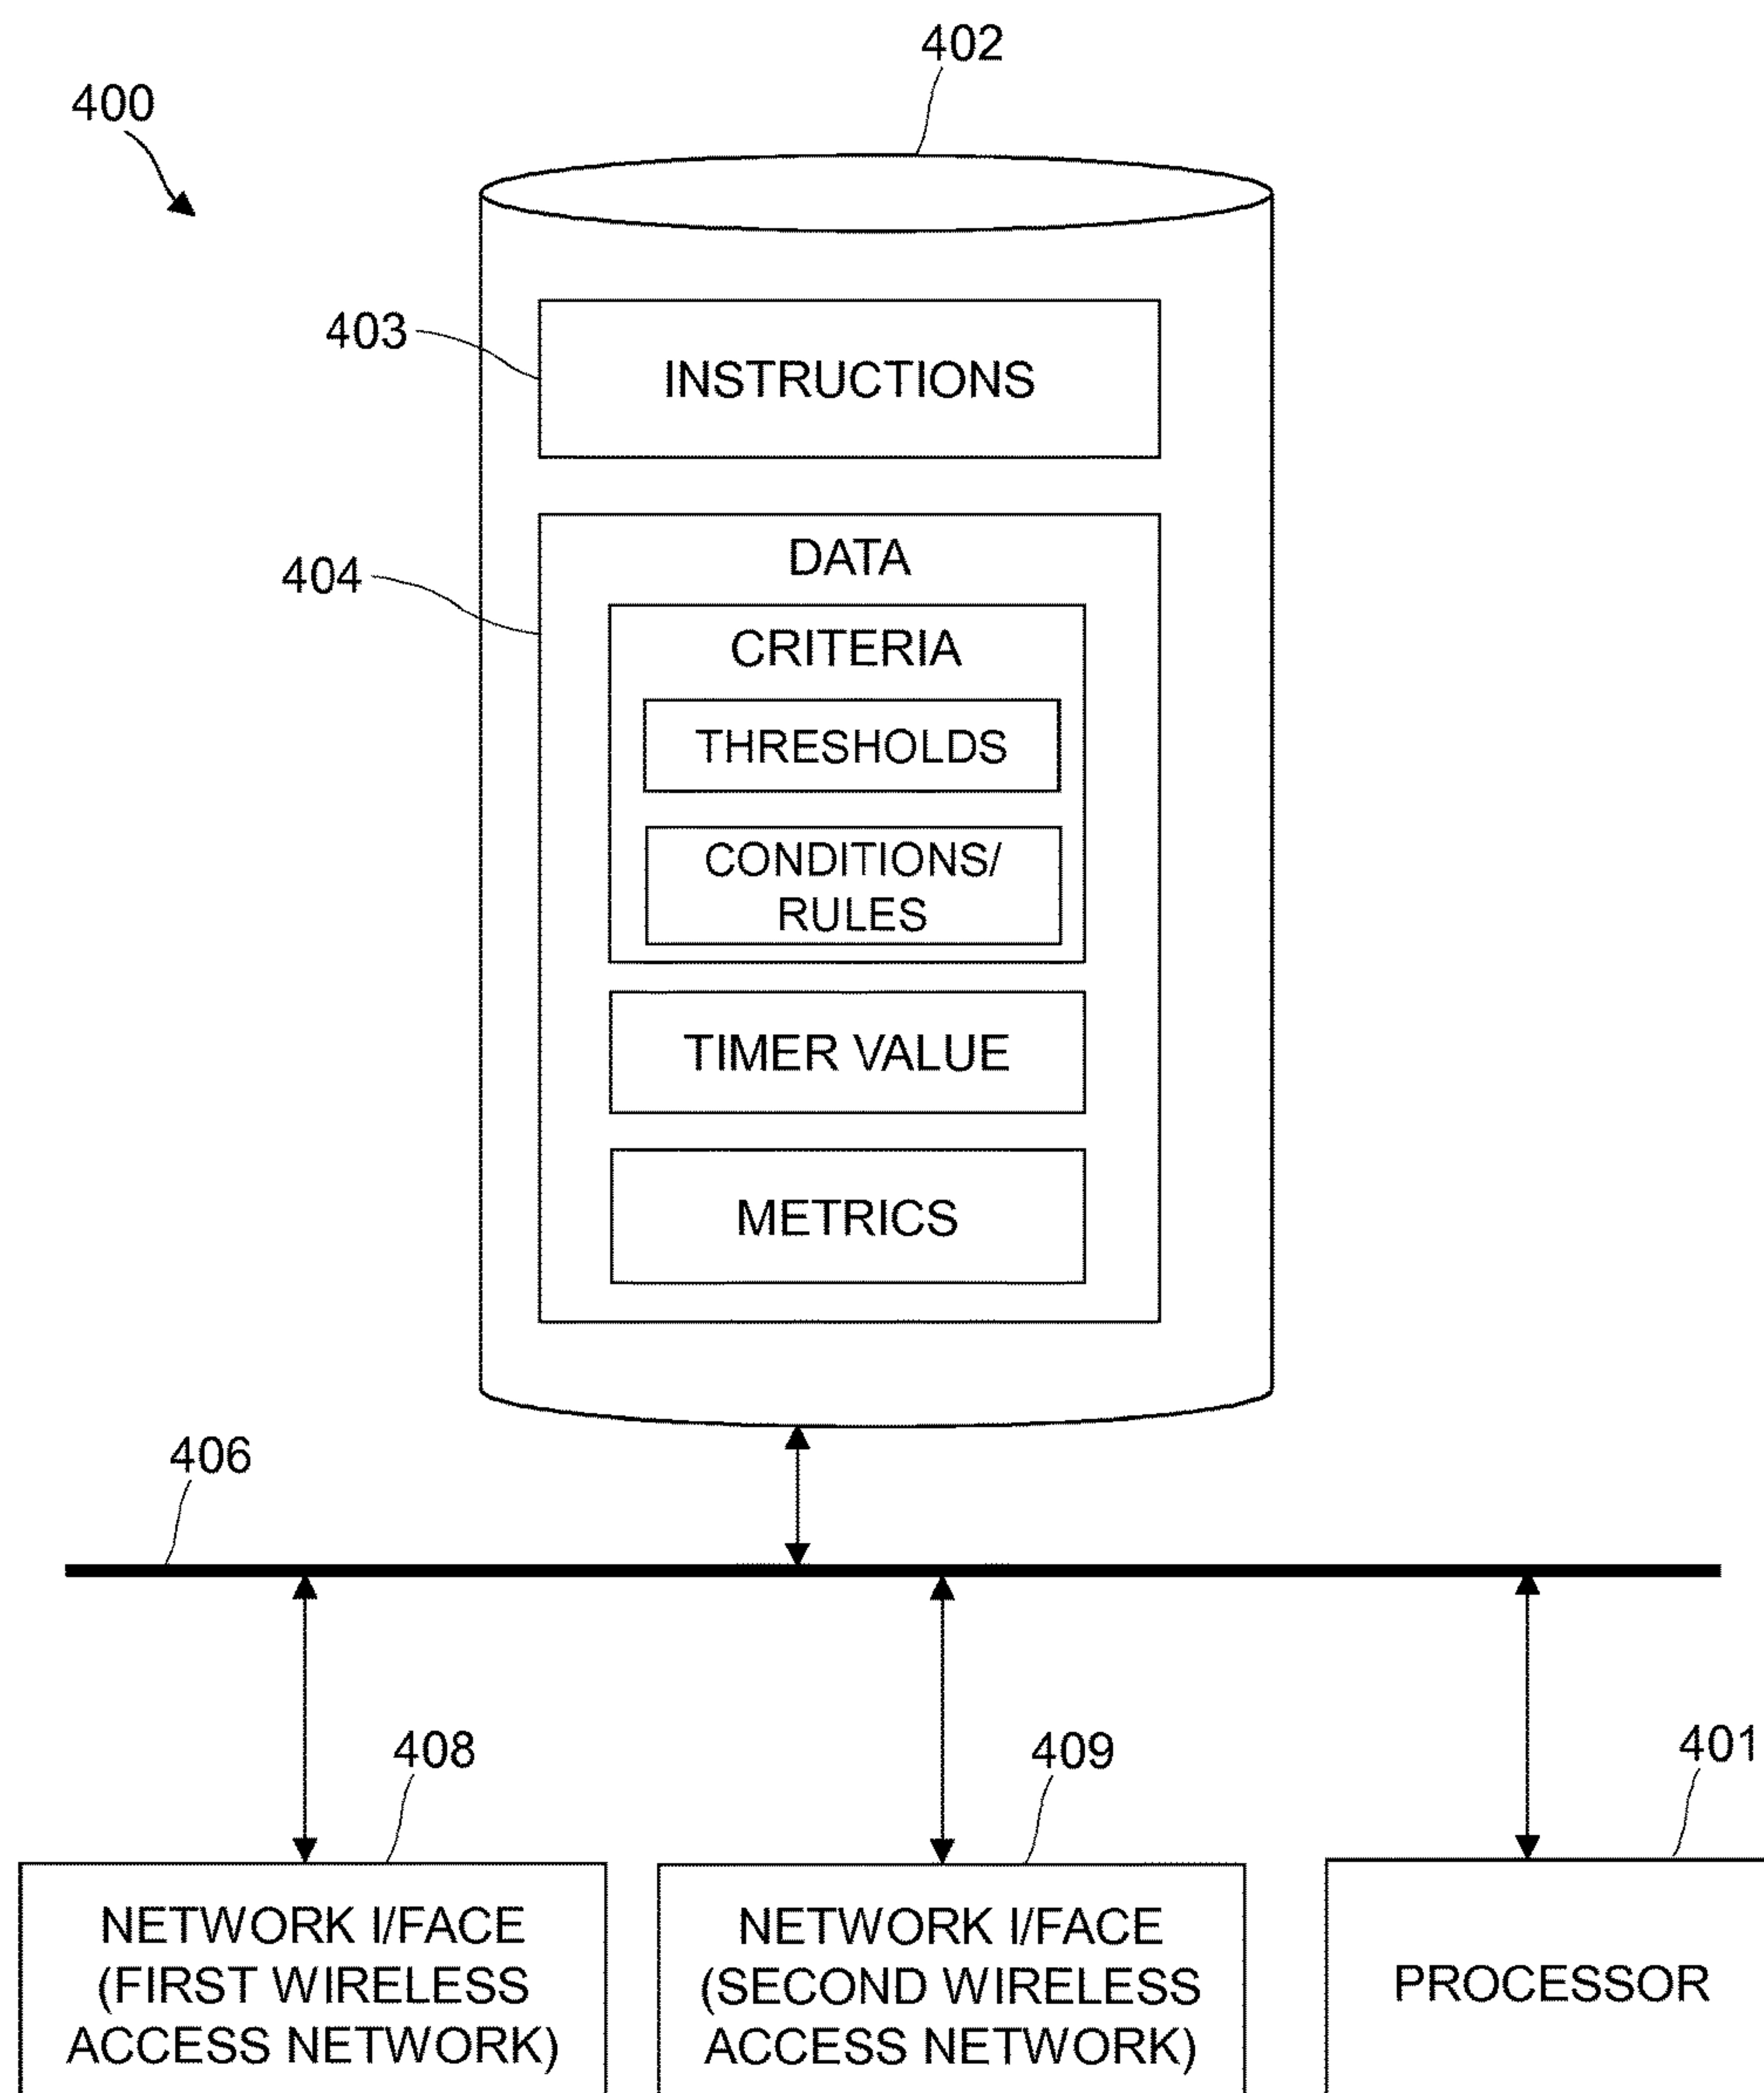 402
400
403
INSTRUCTIONS
404
DATA
CRITERIA
THRESHOLDS
CONDITIONS/
RULES
TIMER VALUE
METRICS
406
408
409
401
NETWORK I/FACE
(FIRST WIRELESS
ACCESS NETWORK)
NETWORK I/FACE
(SECOND WIRELESS
ACCESS NETWORK)
PROCESSOR